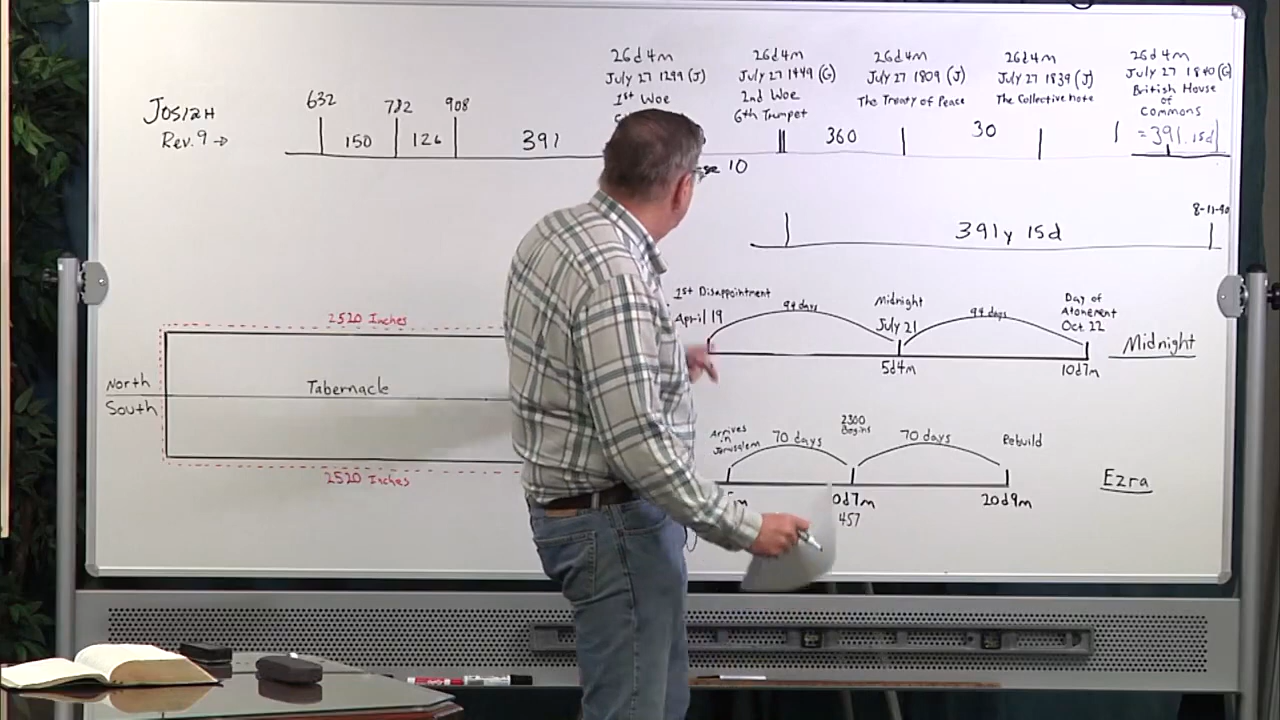 26d4m
July 27 1299 (J)
1st Woe
26d4m
July 27 1449 (G)
2nd Woe
6th Trumpet
26d4m
July 27 1809 (J)
The Treaty of Peace
26d4m
July 27 1839 (J)
The Collective note
26d4m
July 27 1840 (G)
British House
of
Commons
JOSIAH
Rev. 9 →
632
782
908
150
126
391
10
360
30
=391.15d
391y 15d
2520 Inches
North
South
Tabernacle
2520 Inches
1st Disappointment
April 19
94 days
Midnight
July 21
5d4m
94 days
Day of
Atonement
Oct 22
10d7m
Midnight
Arrives
in
Jerusalem
70 days
2300
Begins
0d7m
457
70 days
Rebuild
20d9m
Ezra